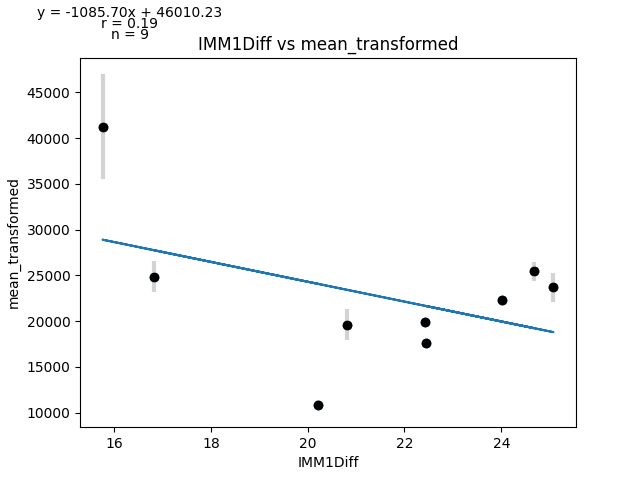 y = -1085.70x + 46010.23
r = 0.19
n = 9
IMM1Diff vs mean_transformed
45000
40000
35000
30000
25000
20000
15000
10000
mean_transformed
16 18 20 22 24
IMM1Diff